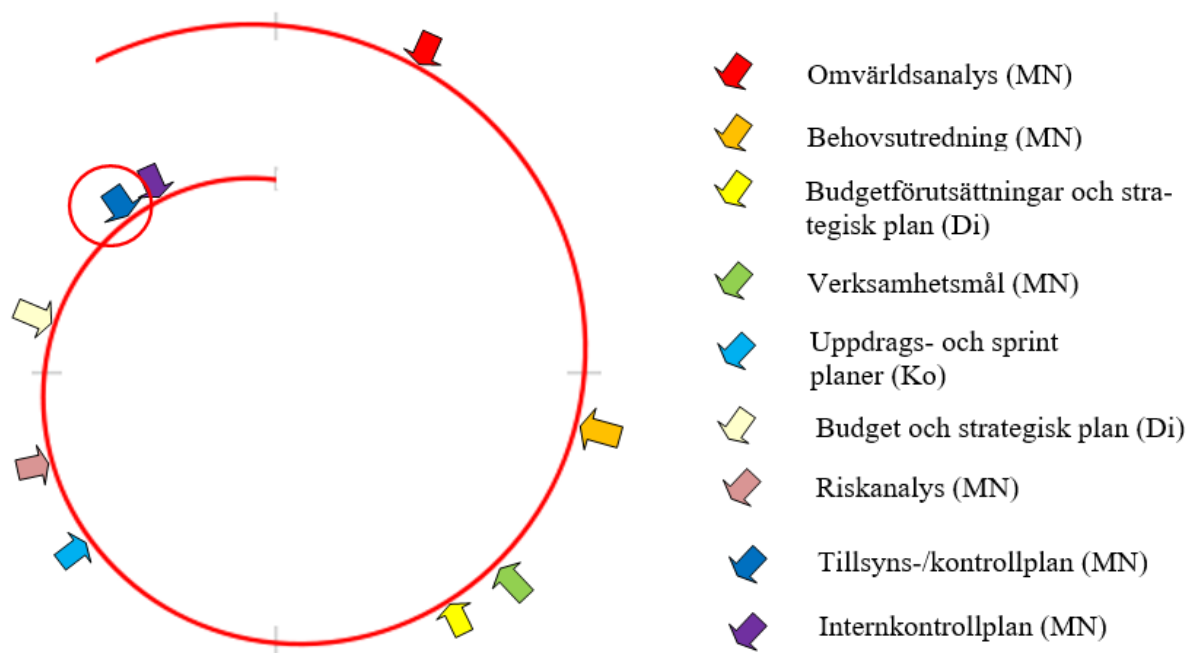 Omvärldsanalys (MN)
Behovsutredning (MN)
Budgetförutsättningar och stra-
tegisk plan (Di)
Verksamhetsmål (MN)
Uppdrags- och sprint
planer (Ko)
Budget och strategisk plan (Di)
Riskanalys (MN)
Tillsyns-/kontrollplan (MN)
Internkontrollplan (MN)